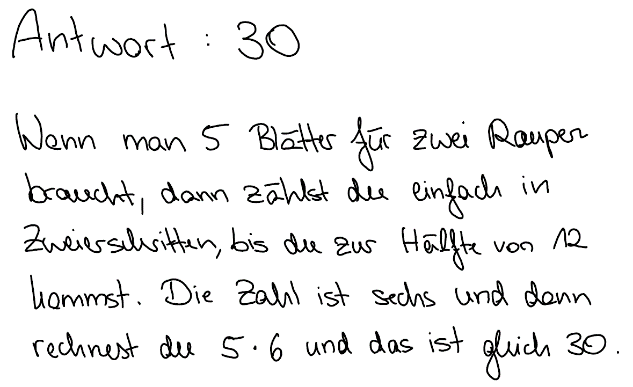 Antwort : 30
Wenn man 5 Blätter für zwei Raupen
braucht, dann zählst du einfach in
Zweierschritten, bis du zur Hälfte von 12
kommst. Die Zahl ist sechs und dann
rechnest du 5 · 6 und das ist gleich 30.